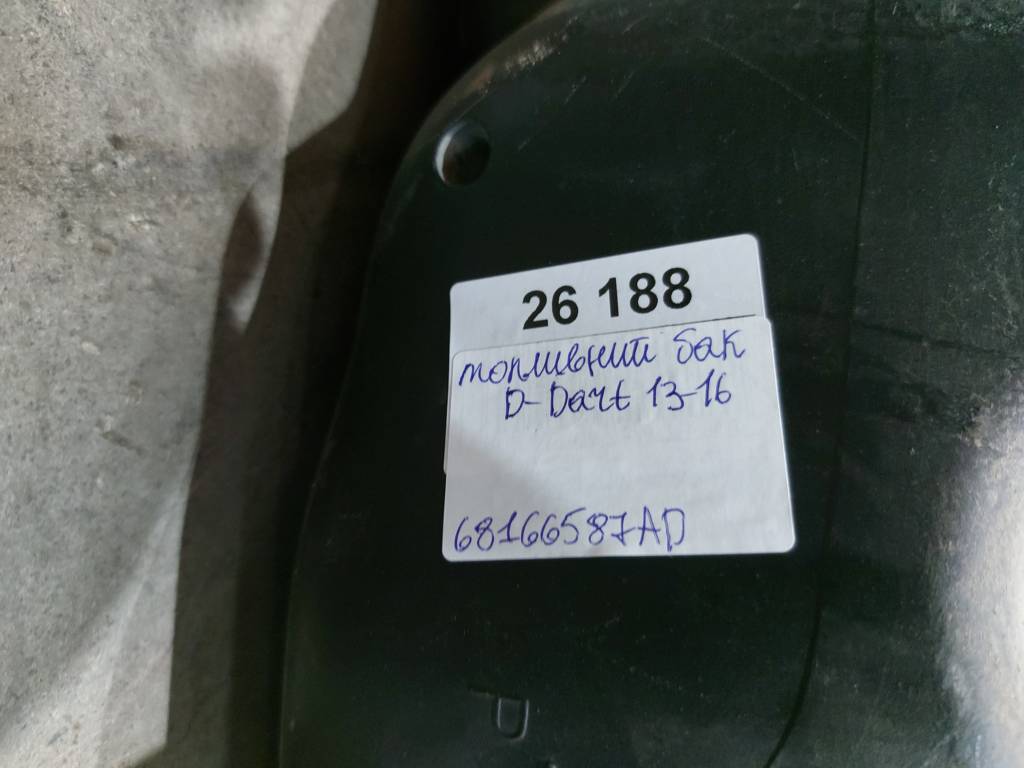 26 188
топливний бак
D-Dart 13-16
68166587AD